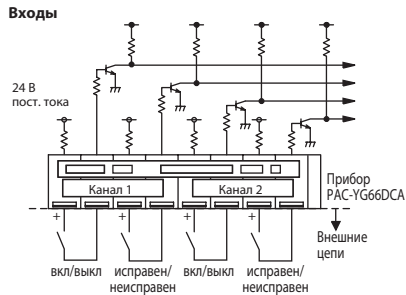 Входы
24 В
пост. тока
Канал 1
Канал 2
Прибор
PAC-YG66DCA
+
+
+
+
Внешние
цепи
вкл/выкл
исправен/
неисправен
вкл/выкл
исправен/
неисправен